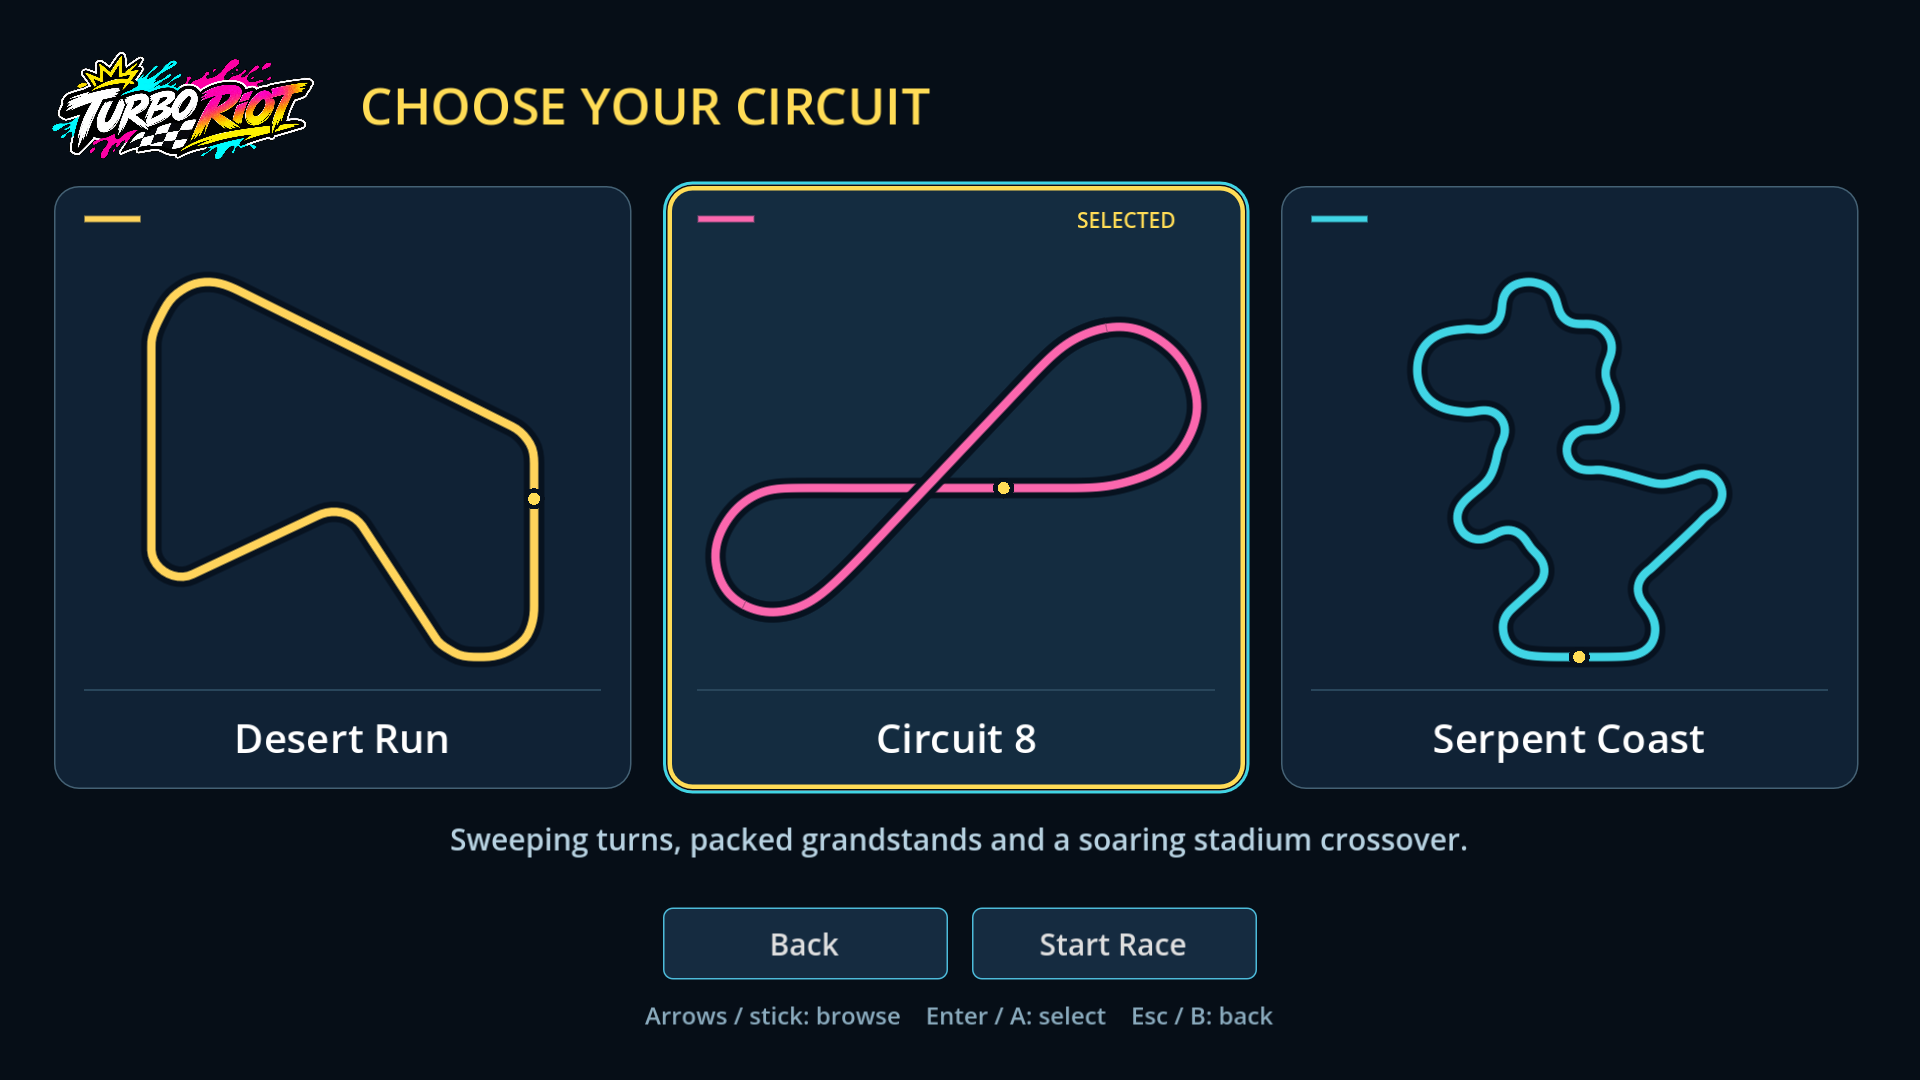 TURBO RIOT
CHOOSE YOUR CIRCUIT
SELECTED
Desert Run
Circuit 8
Serpent Coast
Sweeping turns, packed grandstands and a soaring stadium crossover.
Back
Start Race
Arrows / stick: browse Enter / A: select Esc / B: back